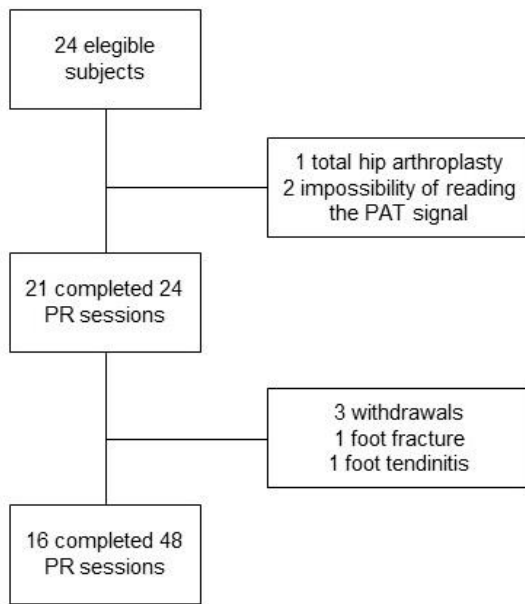 24 elegible
subjects
1 total hip arthroplasty
2 impossibility of reading
the PAT signal
21 completed 24
PR sessions
3 withdrawals
1 foot fracture
1 foot tendinitis
16 completed 48
PR sessions